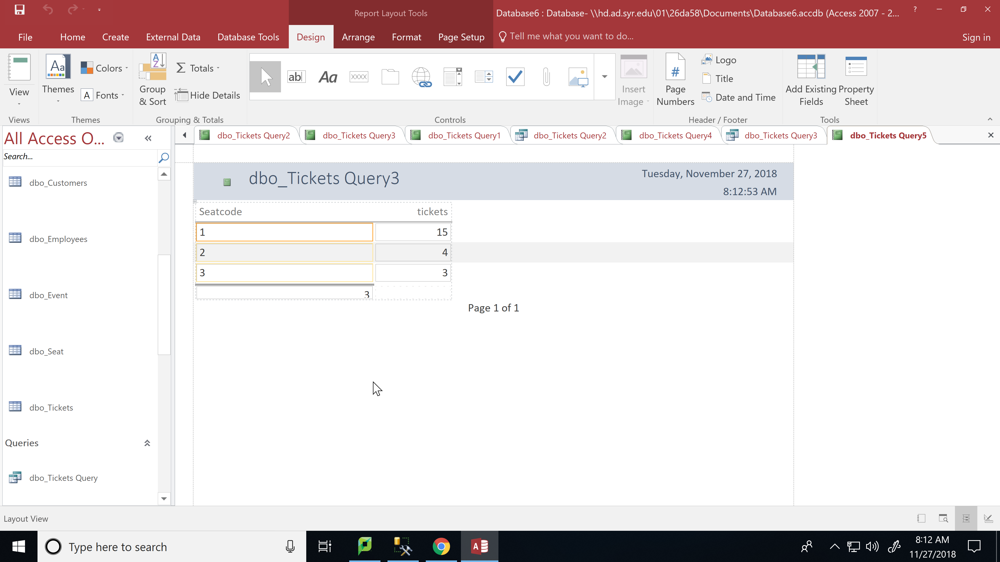 Report Layout Tools
Database6 : Database- \\hd.ad.syr.edu\01\26da58\Documents\Database6.accdb (Access 2007 - 2...
?
File Home Create External Data Database Tools Design Arrange Format Page Setup Tell me what you want to do... Sign in
View
Views
Aa
Themes
Colors
A Fonts
Themes
A Z
Group
& Sort
Σ Totals
Hide Details
Grouping & Totals
ab Aa XXXX
Controls
Insert
Image
#
Page
Numbers
Logo
Title
Date and Time
Header / Footer
Add Existing
Fields
Property
Sheet
Tools
All Access O...
Search...
dbo_Customers
dbo_Employees
dbo_Event
dbo_Seat
dbo_Tickets
Queries
dbo_Tickets Query
dbo_Tickets Query2 dbo_Tickets Query3 dbo_Tickets Query1 dbo_Tickets Query2 dbo_Tickets Query4 dbo_Tickets Query3 dbo_Tickets Query5
dbo_Tickets Query3
Tuesday, November 27, 2018
8:12:53 AM
Seatcode tickets
1 15
2 4
3 3
3
Page 1 of 1
Layout View
Type here to search
A
8:12 AM
11/27/2018